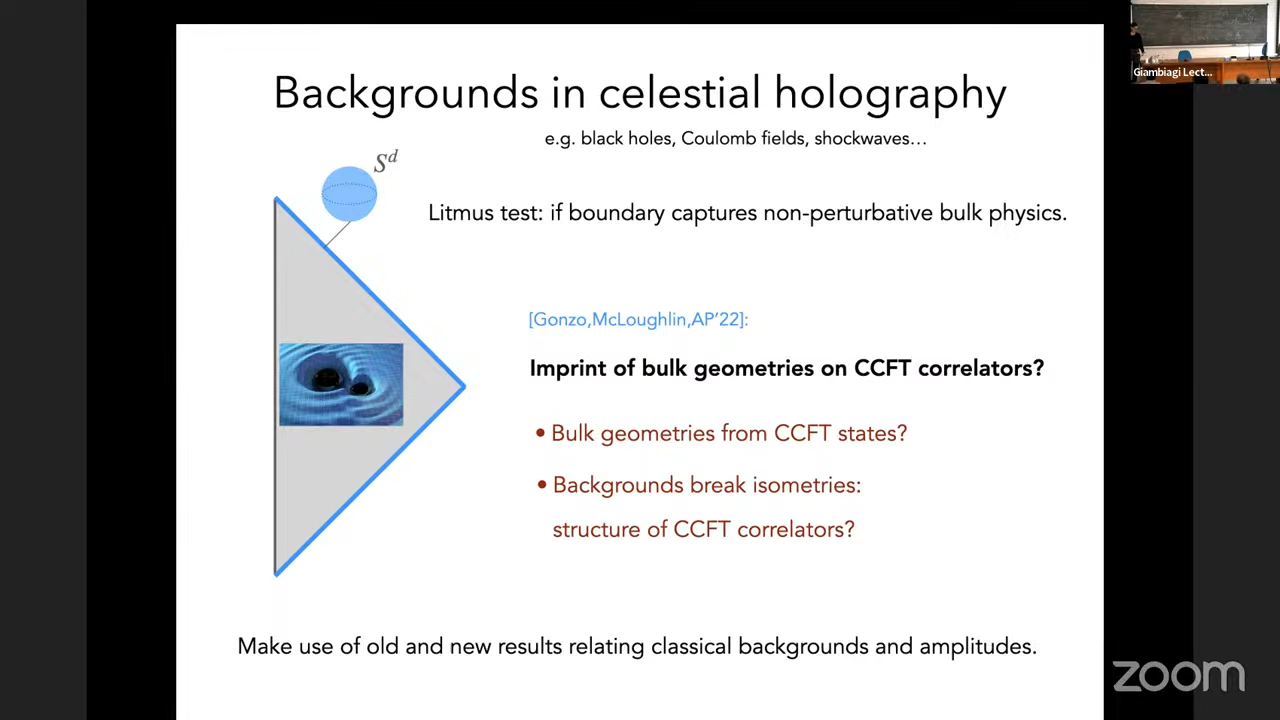 Backgrounds in celestial holography
e.g. black holes, Coulomb fields, shockwaves…
S^d
Litmus test: if boundary captures non-perturbative bulk physics.
[Gonzo,McLoughlin,AP'22]:
Imprint of bulk geometries on CCFT correlators?
• Bulk geometries from CCFT states?
• Backgrounds break isometries:
structure of CCFT correlators?
Make use of old and new results relating classical backgrounds and amplitudes.
Giambiagi Lect...
zoom